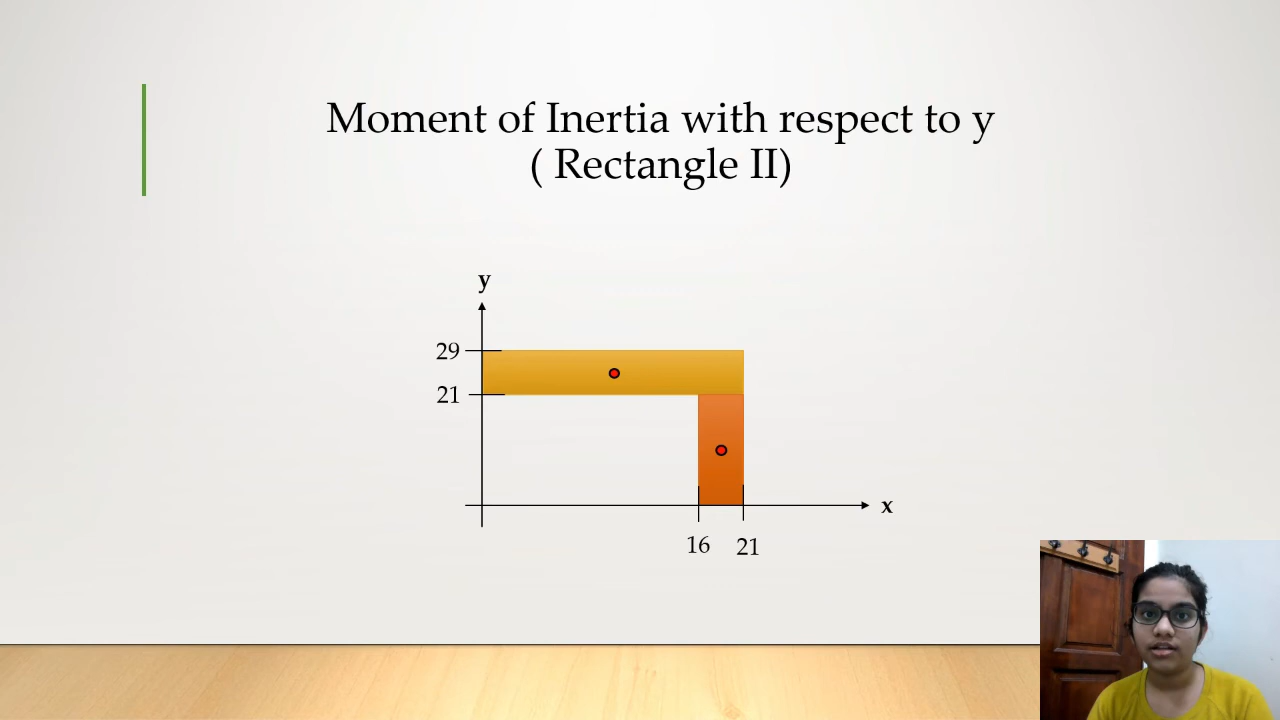 Moment of Inertia with respect to y
( Rectangle II)
y
29
21
x
16
21